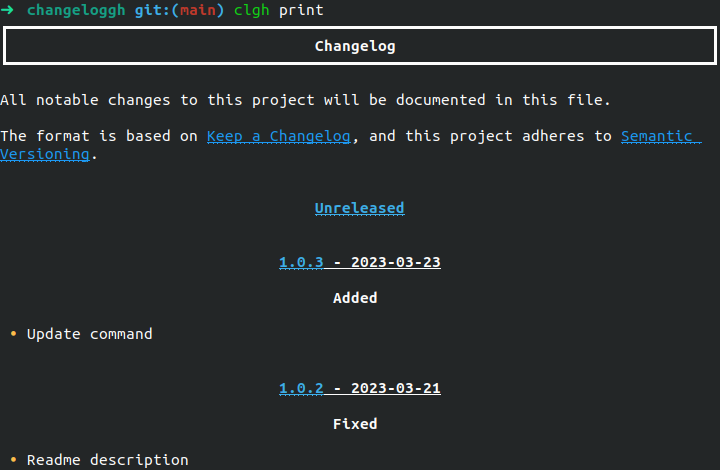 ➜ changeloggh git:(main) clgh print
Changelog
All notable changes to this project will be documented in this file.
The format is based on Keep a Changelog, and this project adheres to Semantic
Versioning.
Unreleased
1.0.3 - 2023-03-23
Added
• Update command
1.0.2 - 2023-03-21
Fixed
• Readme description